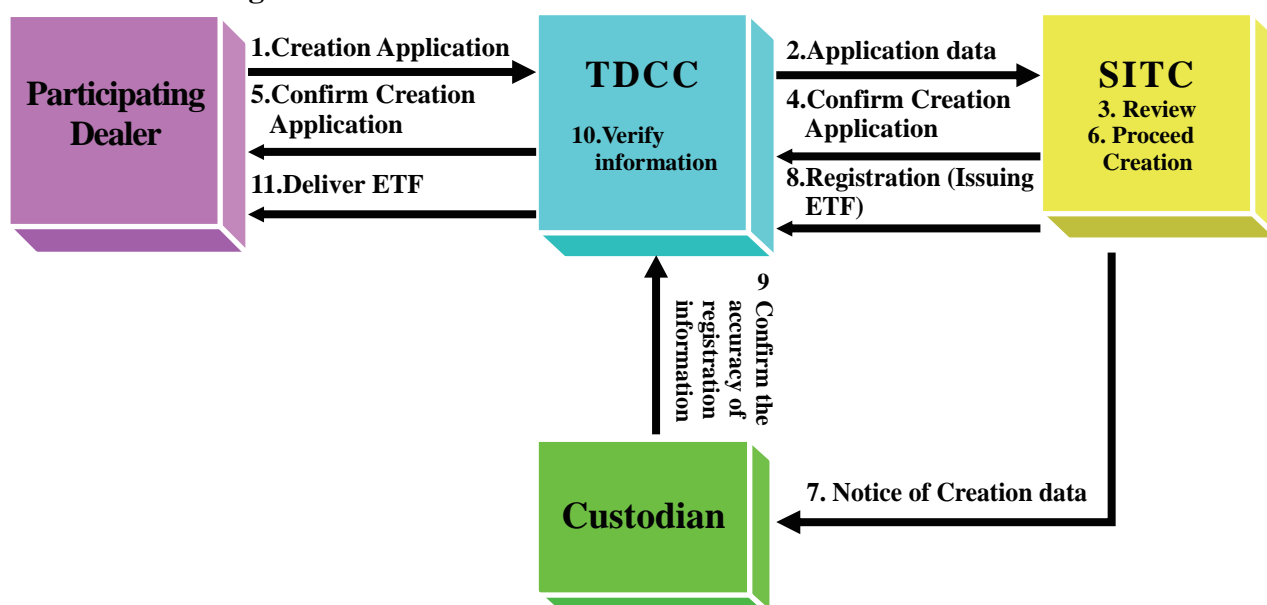 Participating
Dealer
1.Creation Application
5.Confirm Creation
Application
11.Deliver ETF
TDCC
10.Verify
information
2.Application data
4.Confirm Creation
Application
8.Registration (Issuing
ETF)
SITC
3. Review
6. Proceed
Creation
9 Confirm the
accuracy of
registration
information
7. Notice of Creation data
Custodian